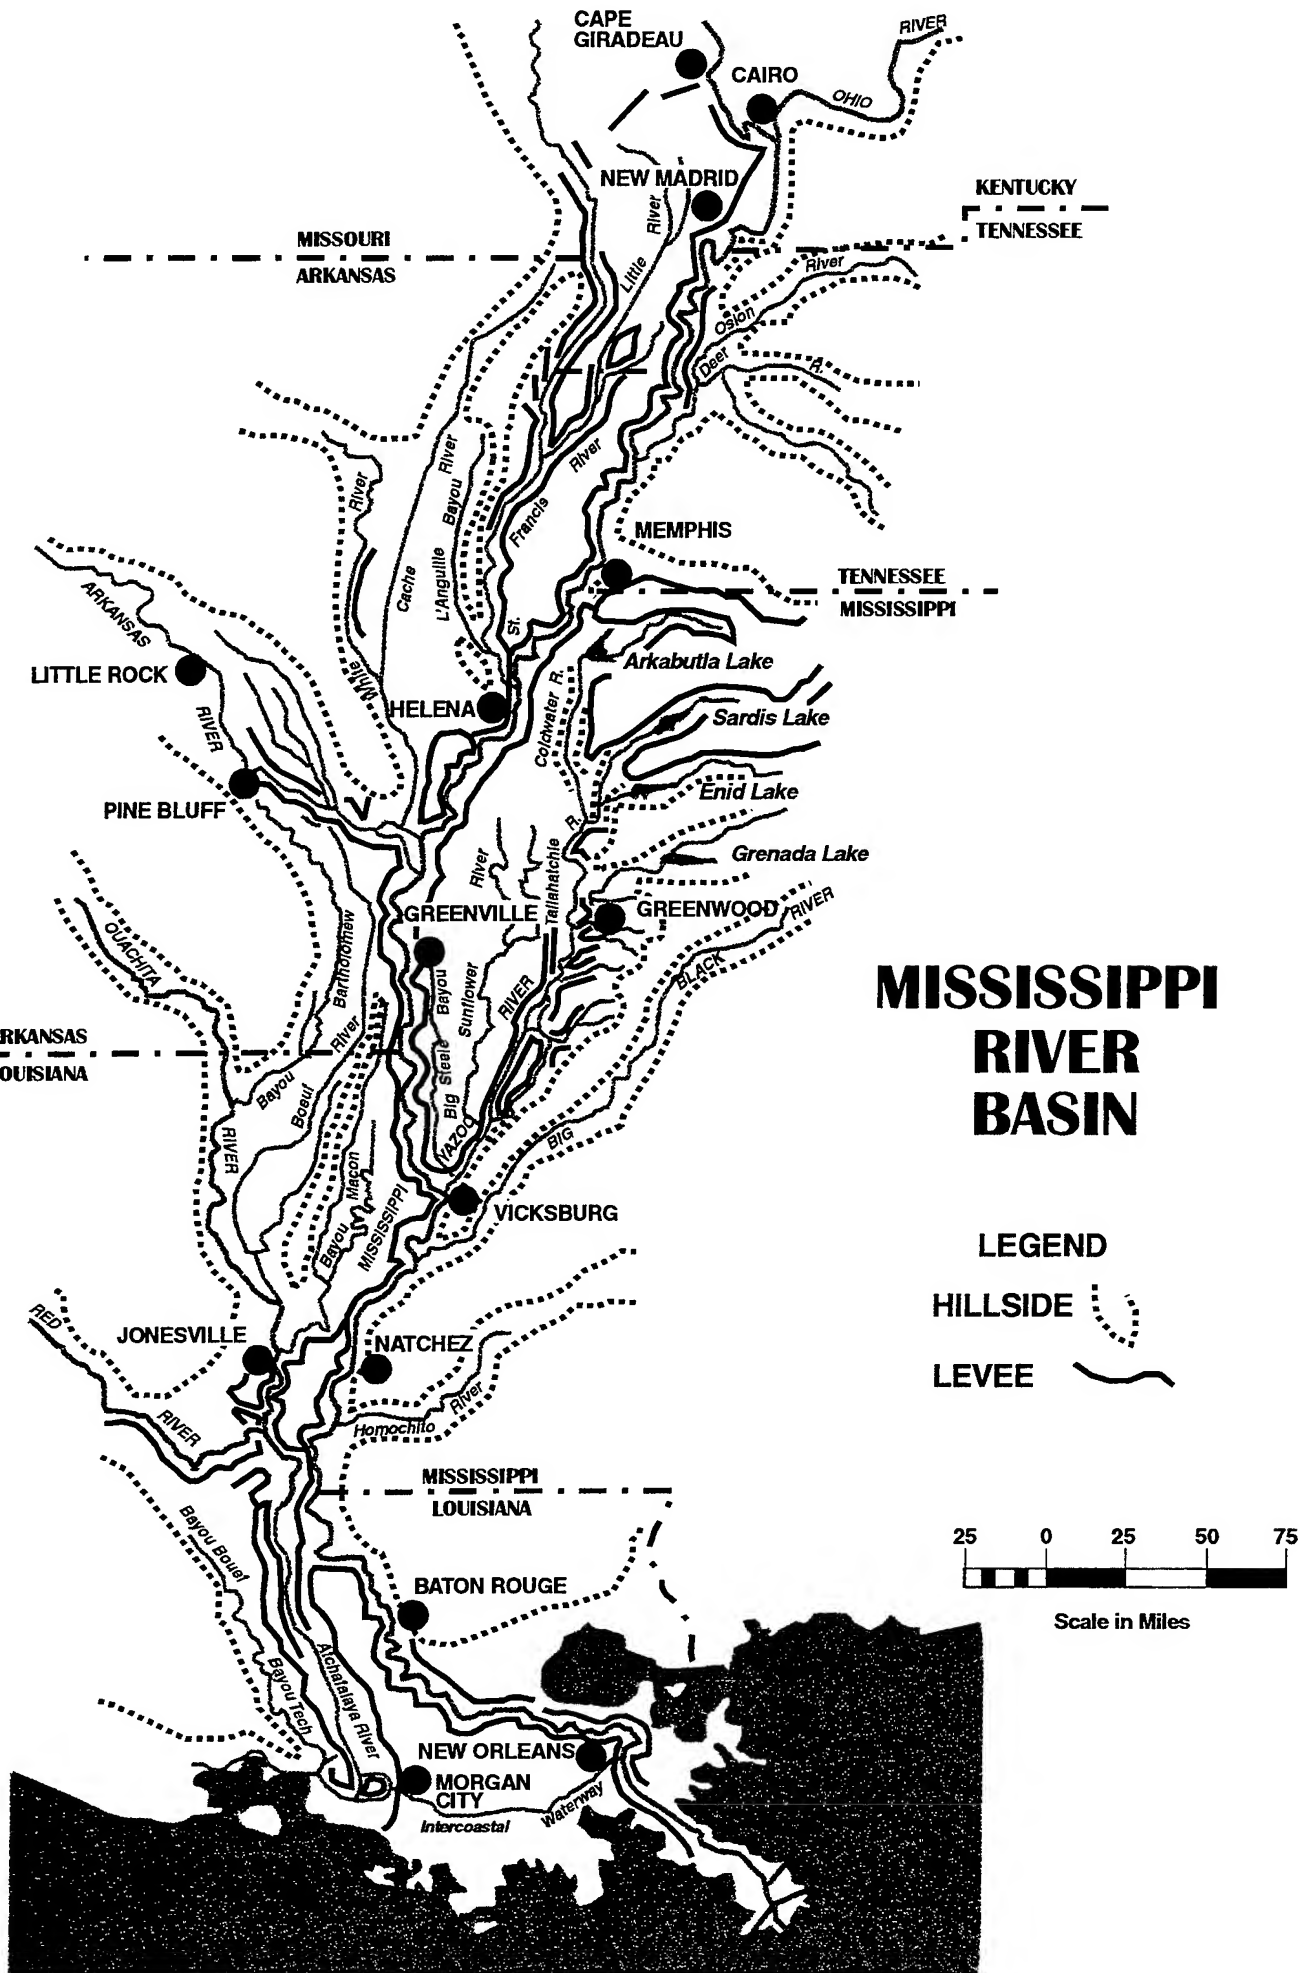 CAPE
GIRADEAU
RIVER
CAIRO
OHIO
NEW MADRID
KENTUCKY
TENNESSEE
River
MISSOURI
ARKANSAS
Little
River
Osion
Deer
R.
River
Bayou
River
River
Francis
MEMPHIS
TENNESSEE
MISSISSIPPI
ARKANSAS
Cache
L'Anguille
St.
LITTLE ROCK
White
Arkabutla Lake
HELENA
Coldwater R.
Sardis Lake
RIVER
PINE BLUFF
Enid Lake
R.
Grenada Lake
River
Tallahatchie
GREENVILLE
GREENWOOD
RIVER
OUACHITA
Bartholomew
BLACK
Bayou
Sunflower
RIVER
MISSISSIPPI
RIVER
BASIN
RKANSAS
OUISIANA
River
Bayou
Boeuf
Steele
Big
YAZOO
BIG
RIVER
Macon
Bayou
MISSISSIPPI
VICKSBURG
LEGEND
HILLSIDE
LEVEE
RED
JONESVILLE
NATCHEZ
River
Homochito
RIVER
MISSISSIPPI
LOUISIANA
Bayou Bouef
25 0 25 50 75
Scale in Miles
BATON ROUGE
Atchafalaya River
Bayou Tech
NEW ORLEANS
MORGAN
CITY
Intercoastal
Waterway